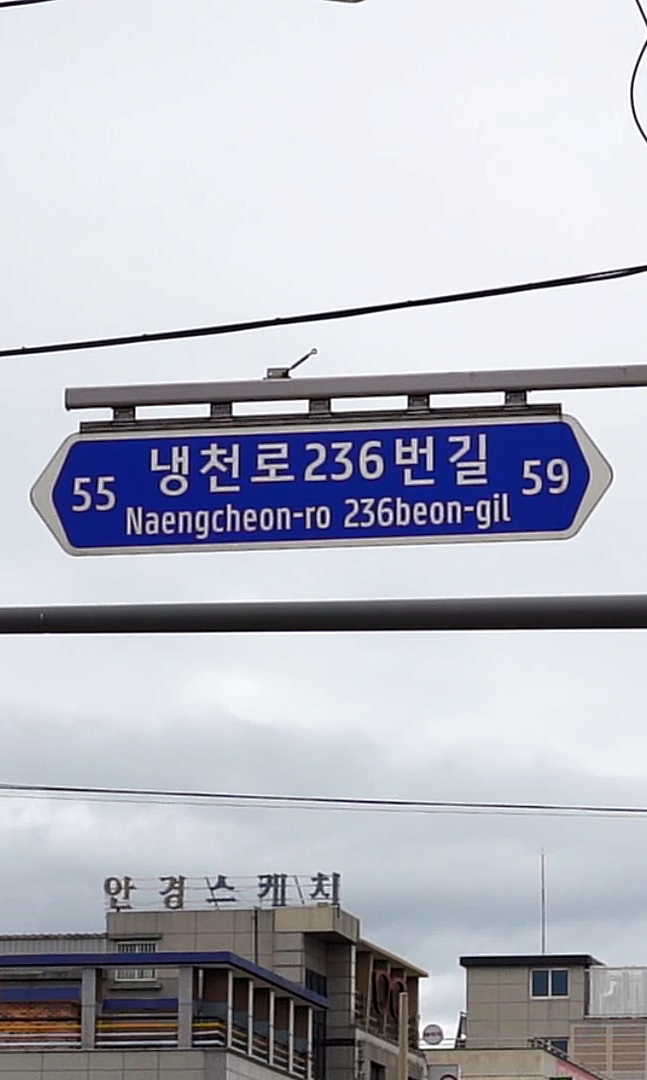 55 냉천로 236번길 59
Naengcheon-ro 236beon-gil
안경스케치